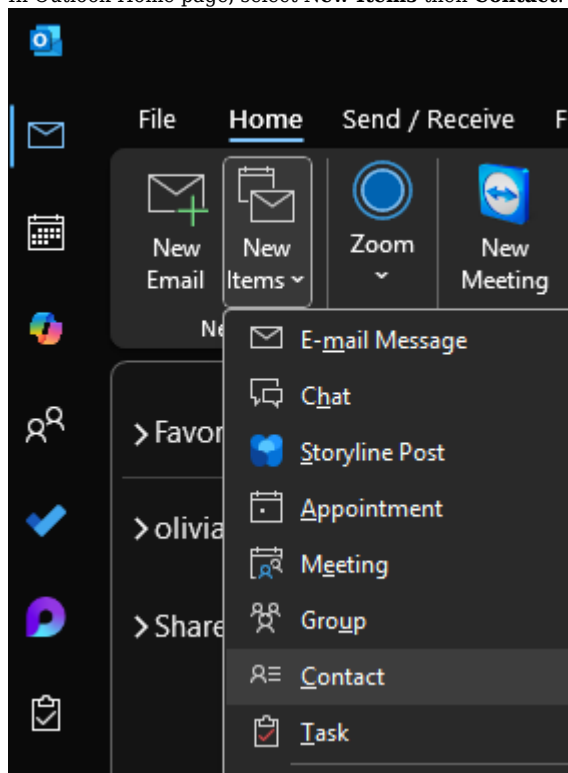 In Outlook Home page, select New Items then Contact.
File Home Send / Receive F
New Email
New Items
Zoom
New Meeting
Ne
E-mail Message
Chat
Storyline Post
Appointment
Meeting
Group
Contact
Task
Favor
olivia
Share